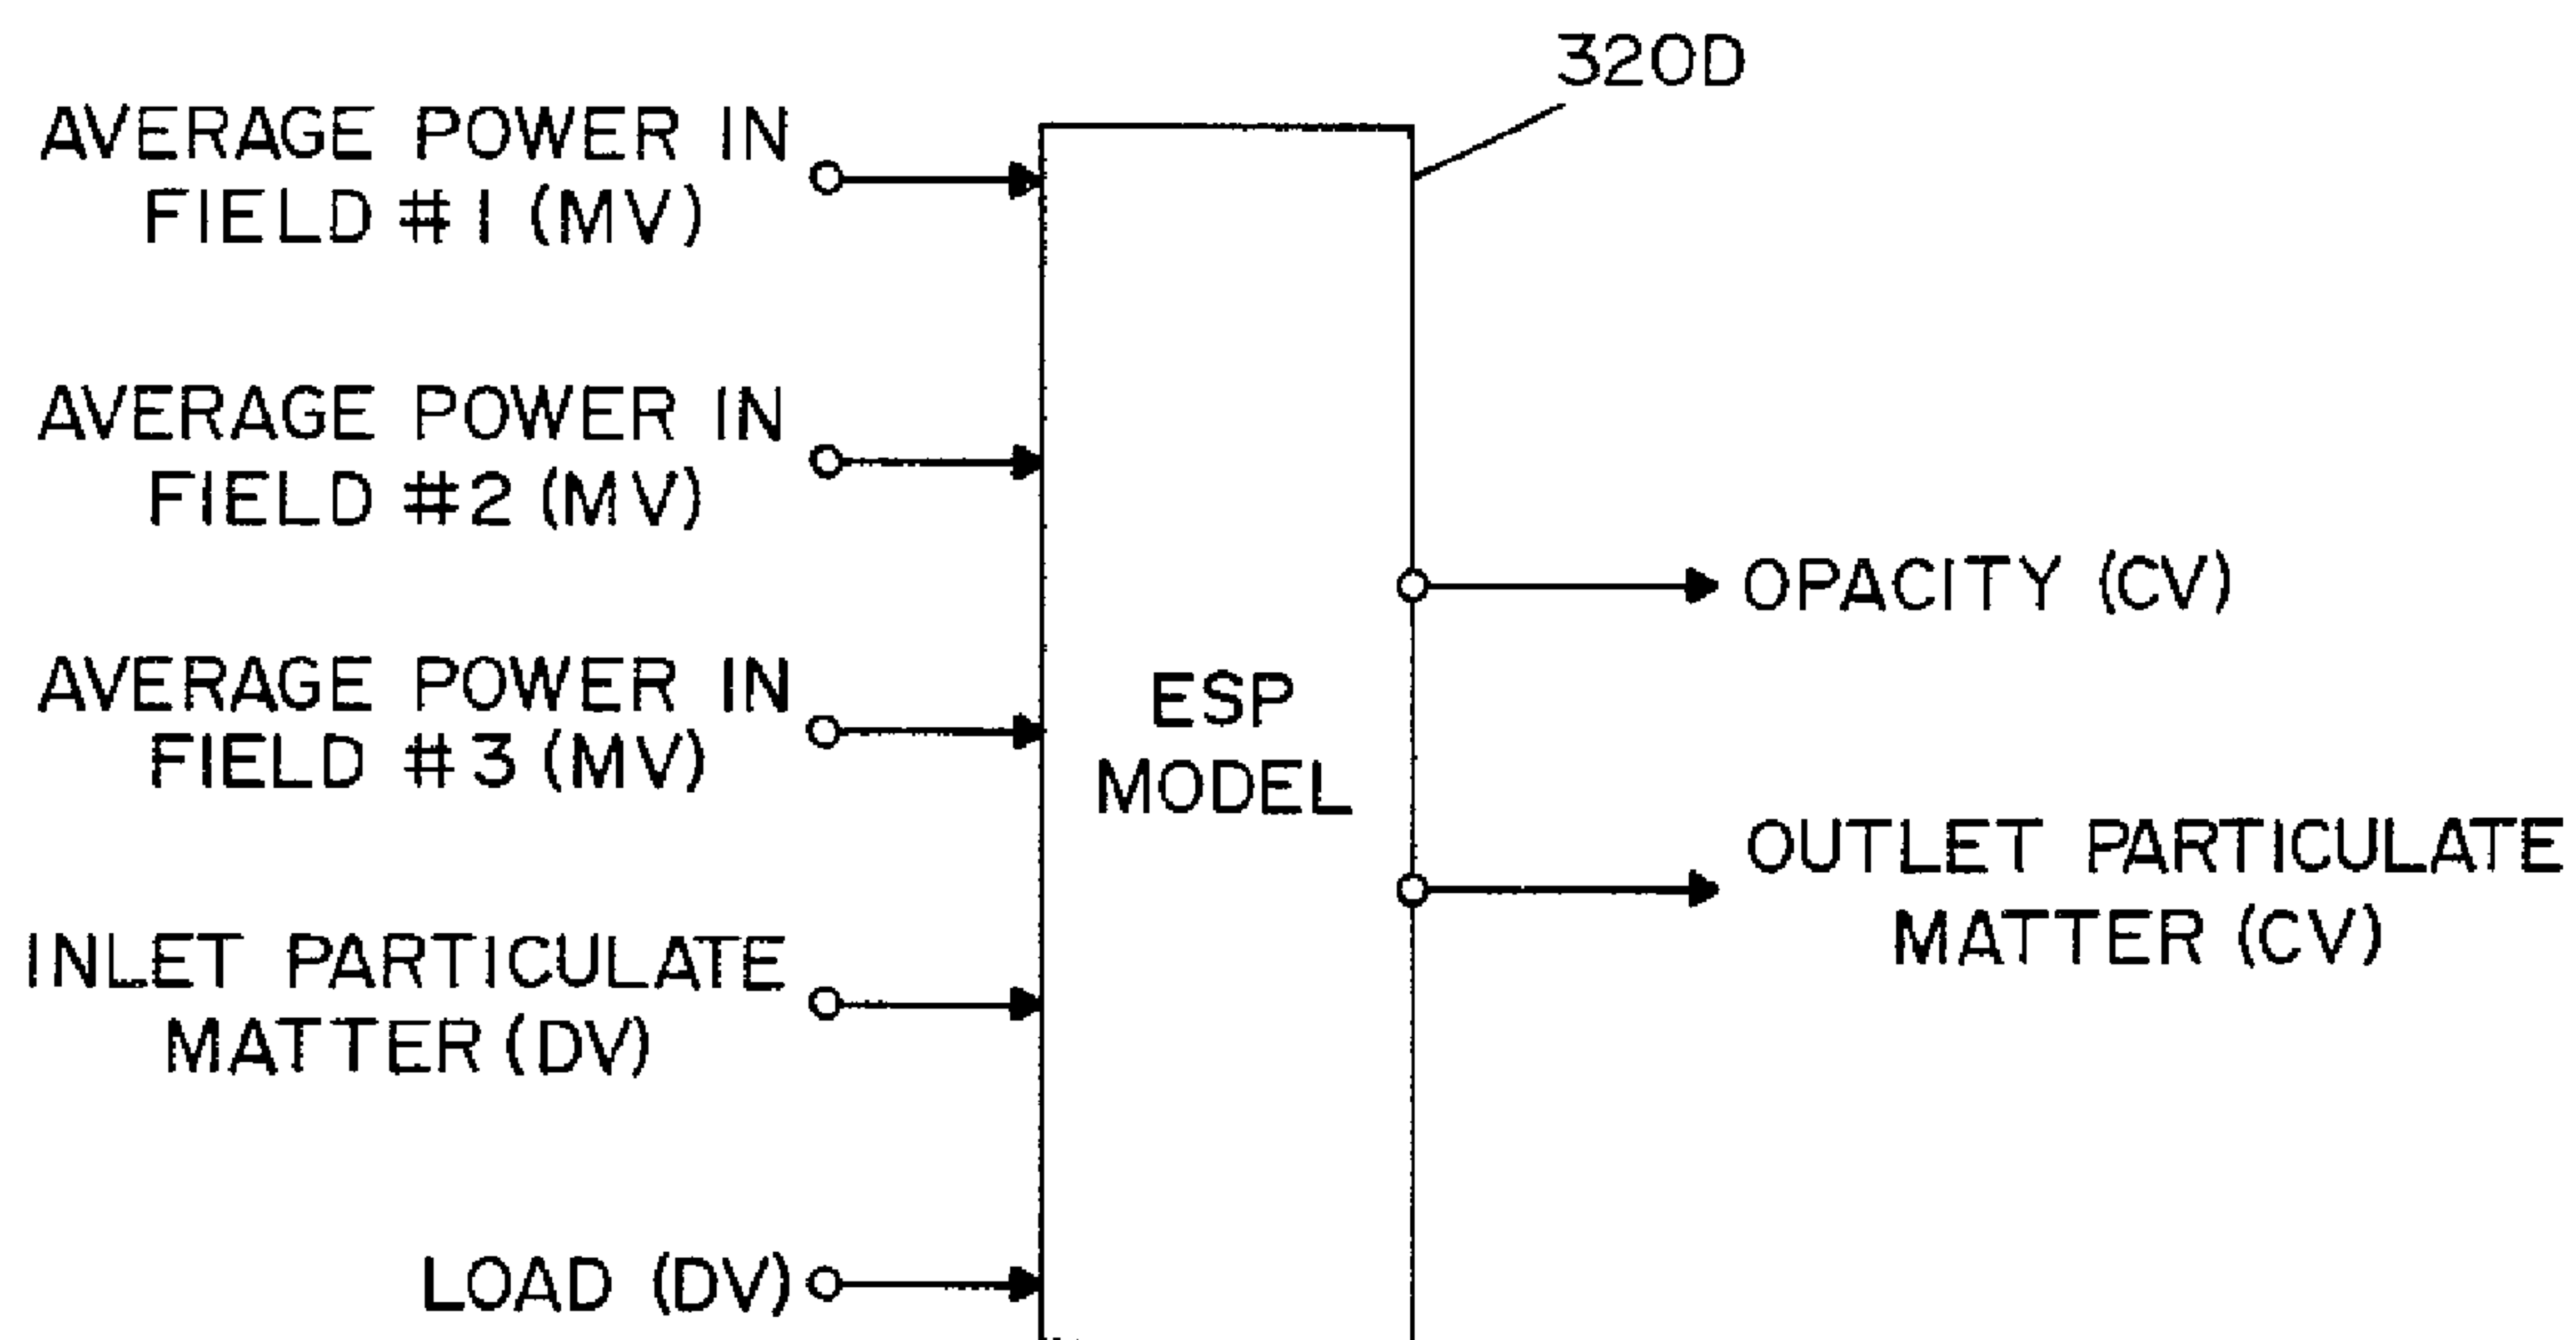 320D
AVERAGE POWER IN
FIELD #1 (MV)
AVERAGE POWER IN
FIELD #2 (MV)
AVERAGE POWER IN
FIELD #3 (MV)
INLET PARTICULATE
MATTER (DV)
LOAD (DV)
ESP
MODEL
OPACITY (CV)
OUTLET PARTICULATE
MATTER (CV)